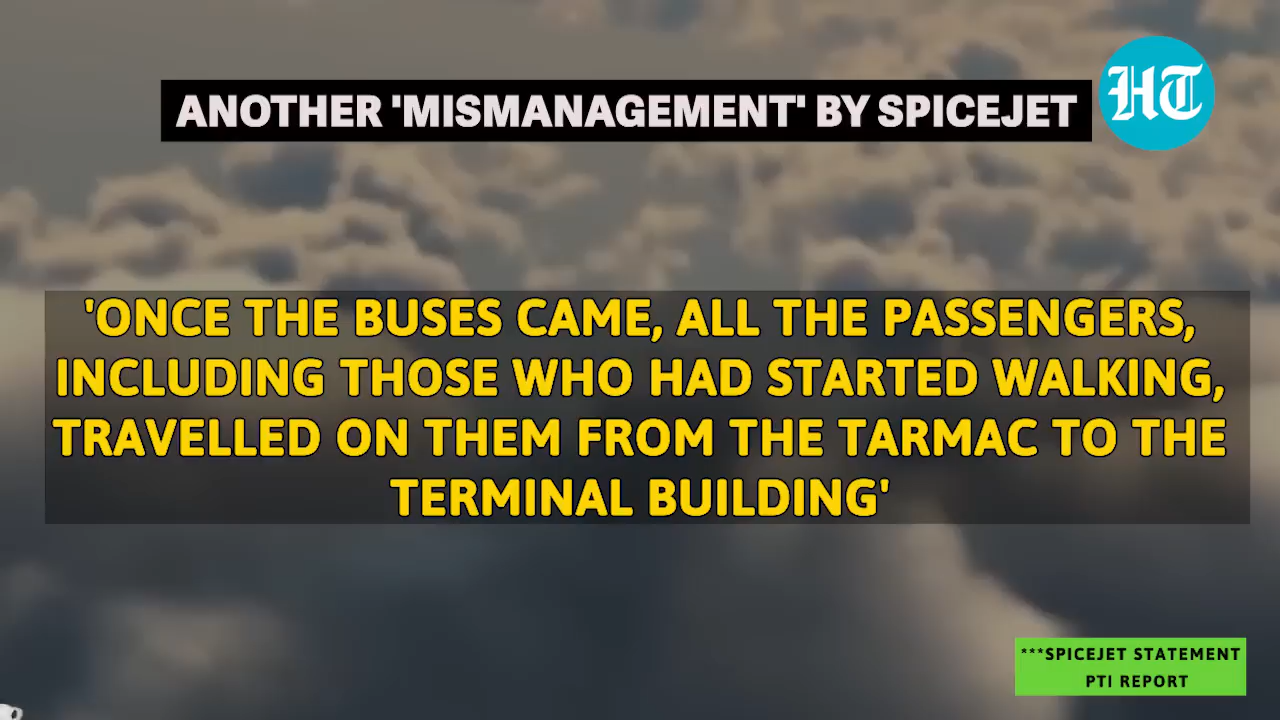 ANOTHER 'MISMANAGEMENT' BY SPICEJET
HT
'ONCE THE BUSES CAME, ALL THE PASSENGERS,
INCLUDING THOSE WHO HAD STARTED WALKING,
TRAVELLED ON THEM FROM THE TARMAC TO THE
TERMINAL BUILDING'
***SPICEJET STATEMENT
PTI REPORT